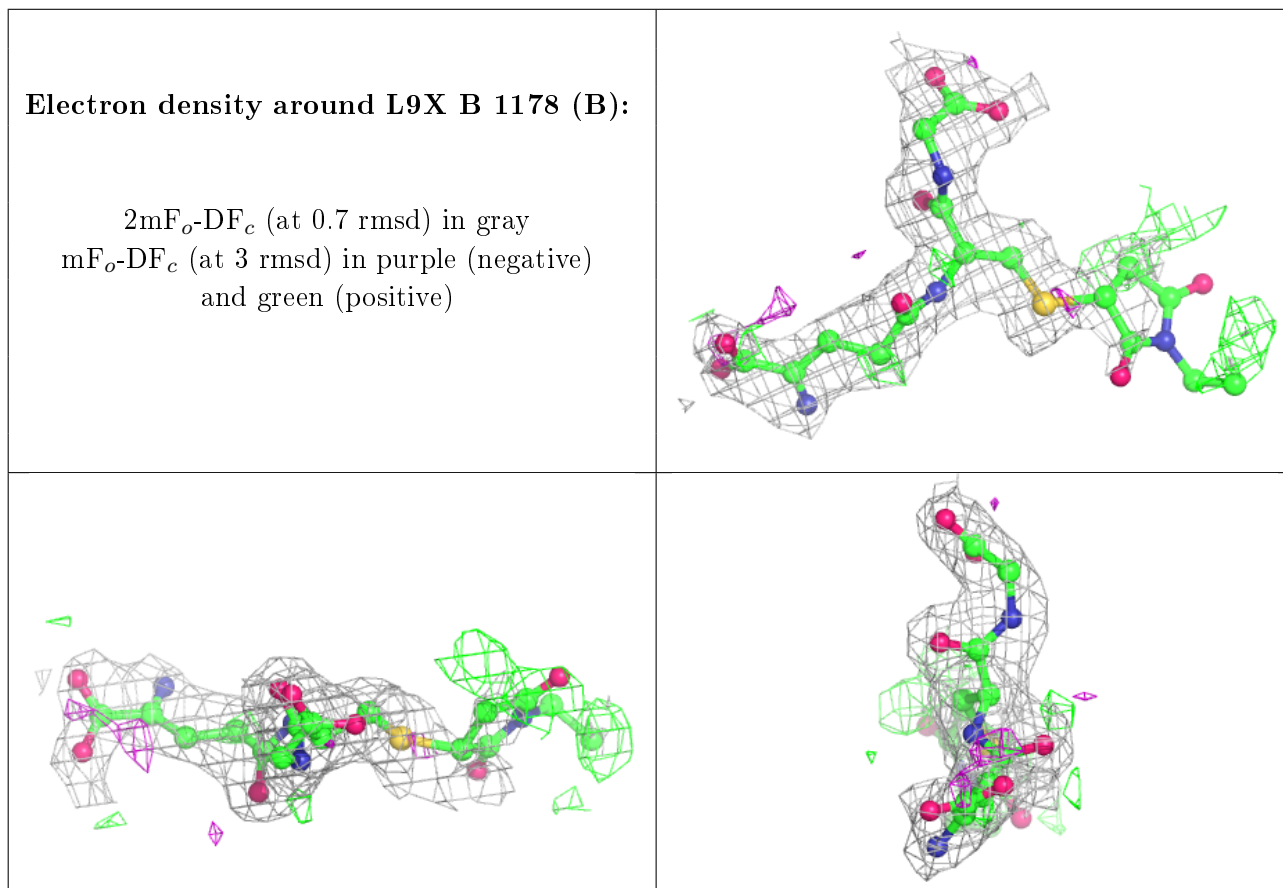 Electron density around L9X B 1178 (B):
2mFo-DFc (at 0.7 rmsd) in gray
mFo-DFc (at 3 rmsd) in purple (negative)
and green (positive)